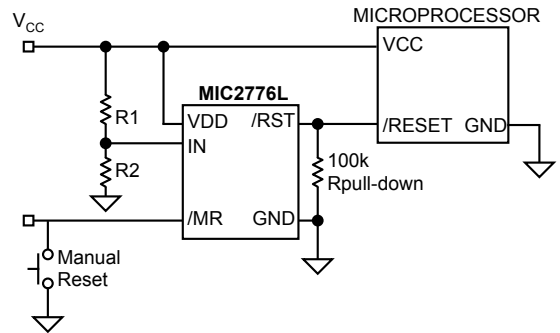 MICROPROCESSOR
VCC
VCC
MIC2776L
R1
VDD
/RST
/RESET
GND
IN
R2
100k
Rpull-down
/MR
GND
Manual
Reset